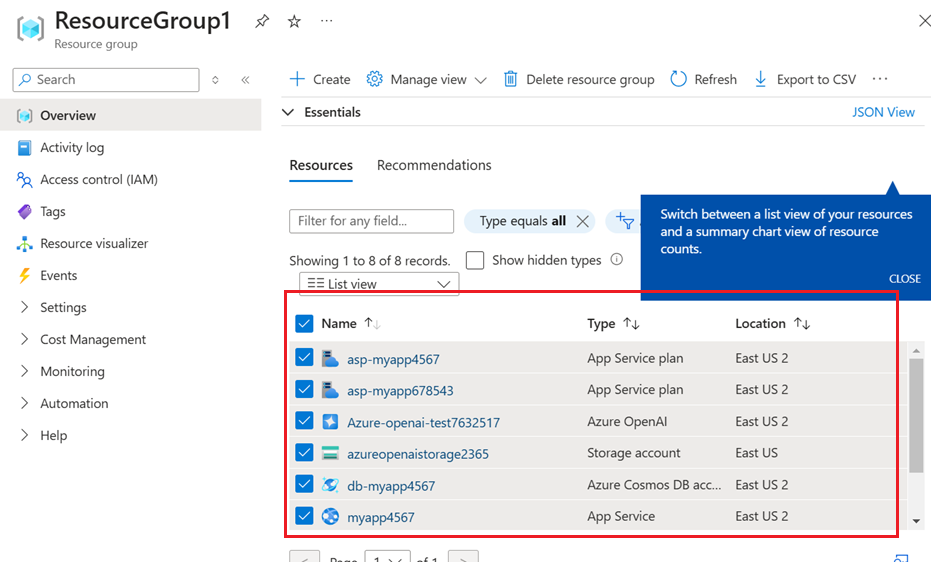 ResourceGroup1
Resource group
Search
Create
Manage view
Delete resource group
Refresh
Export to CSV
Overview
Activity log
Access control (IAM)
Tags
Resource visualizer
Events
Settings
Cost Management
Monitoring
Automation
Help
Essentials
JSON View
Resources
Recommendations
Filter for any field...
Type equals all
Switch between a list view of your resources
and a summary chart view of resource
counts.
CLOSE
Showing 1 to 8 of 8 records.
Show hidden types
List view
Name Type Location
asp-myapp4567 App Service plan East US 2
asp-myapp678543 App Service plan East US 2
Azure-openai-test7632517 Azure OpenAI East US 2
azureopenaistorage2365 Storage account East US
db-myapp4567 Azure Cosmos DB acc... East US 2
myapp4567 App Service East US 2
Page 1 of 1